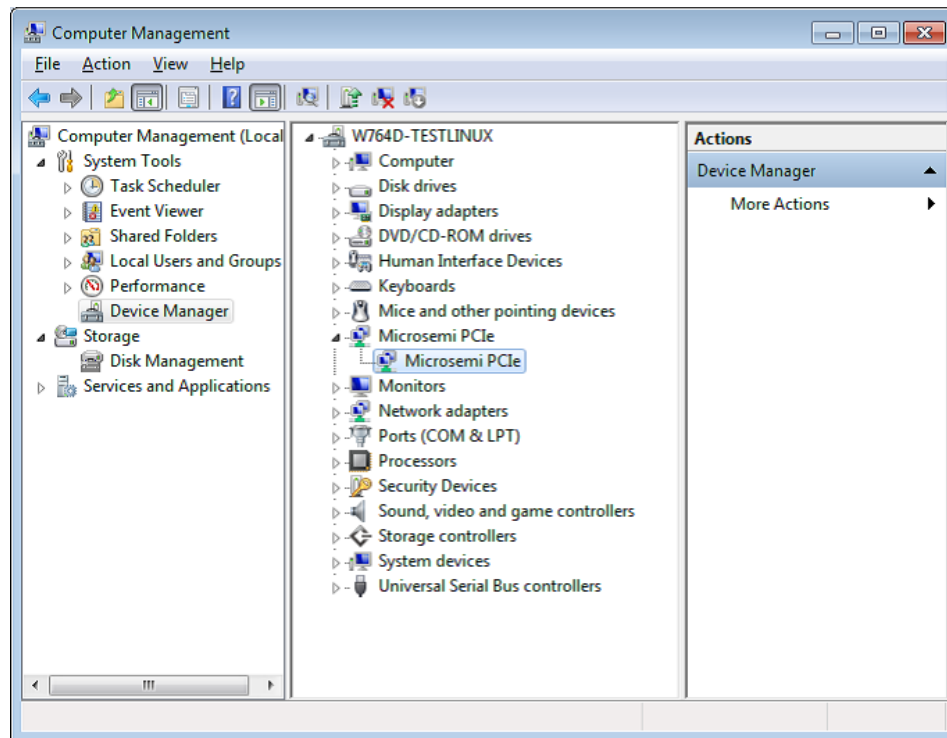 Computer Management
File Action View Help
Computer Management (Local
System Tools
Task Scheduler
Event Viewer
Shared Folders
Local Users and Groups
Performance
Device Manager
Storage
Disk Management
Services and Applications
W764D-TESTLINUX
Computer
Disk drives
Display adapters
DVD/CD-ROM drives
Human Interface Devices
Keyboards
Mice and other pointing devices
Microsemi PCIe
Microsemi PCIe
Monitors
Network adapters
Ports (COM & LPT)
Processors
Security Devices
Sound, video and game controllers
Storage controllers
System devices
Universal Serial Bus controllers
Actions
Device Manager
More Actions